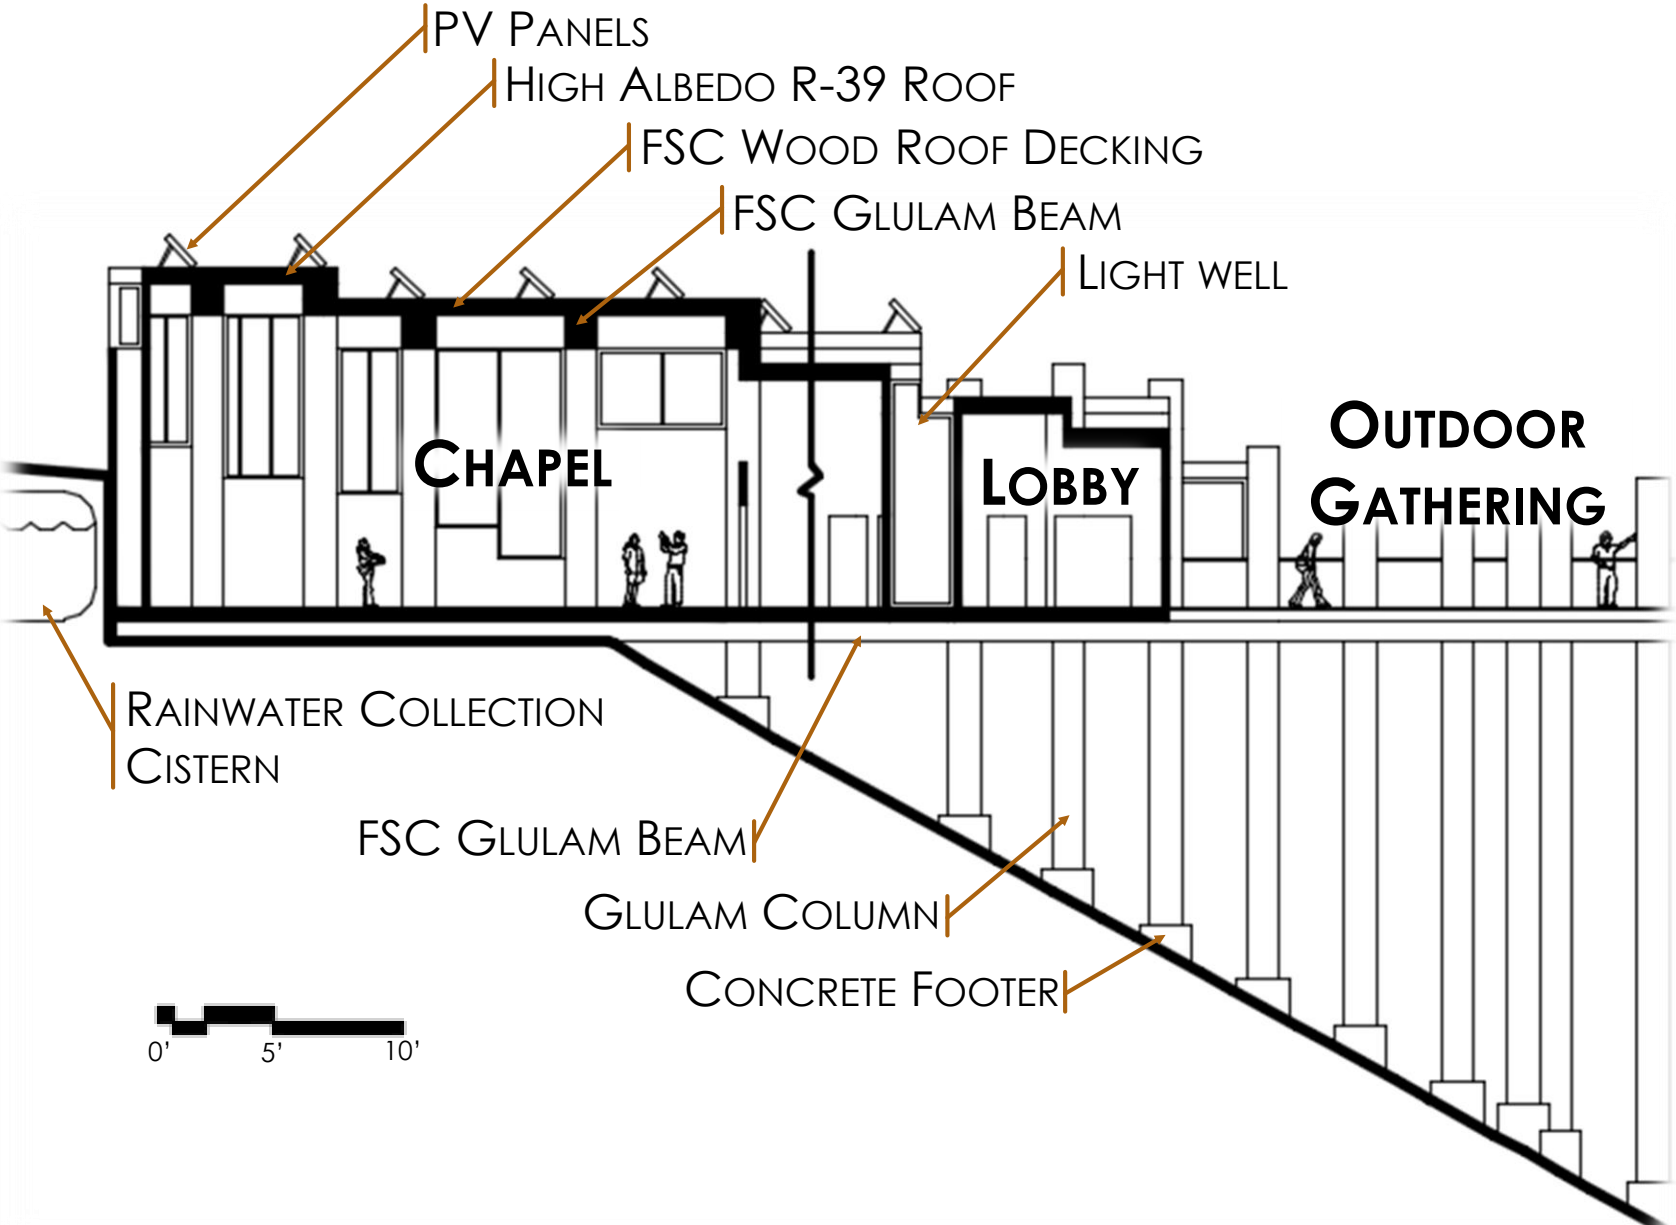 PV PANELS
HIGH ALBEDO R-39 ROOF
FSC WOOD ROOF DECKING
FSC GLULAM BEAM
LIGHT WELL
OUTDOOR
GATHERING
CHAPEL
LOBBY
RAINWATER COLLECTION
CISTERN
FSC GLULAM BEAM
GLULAM COLUMN
CONCRETE FOOTER
0' 5' 10'